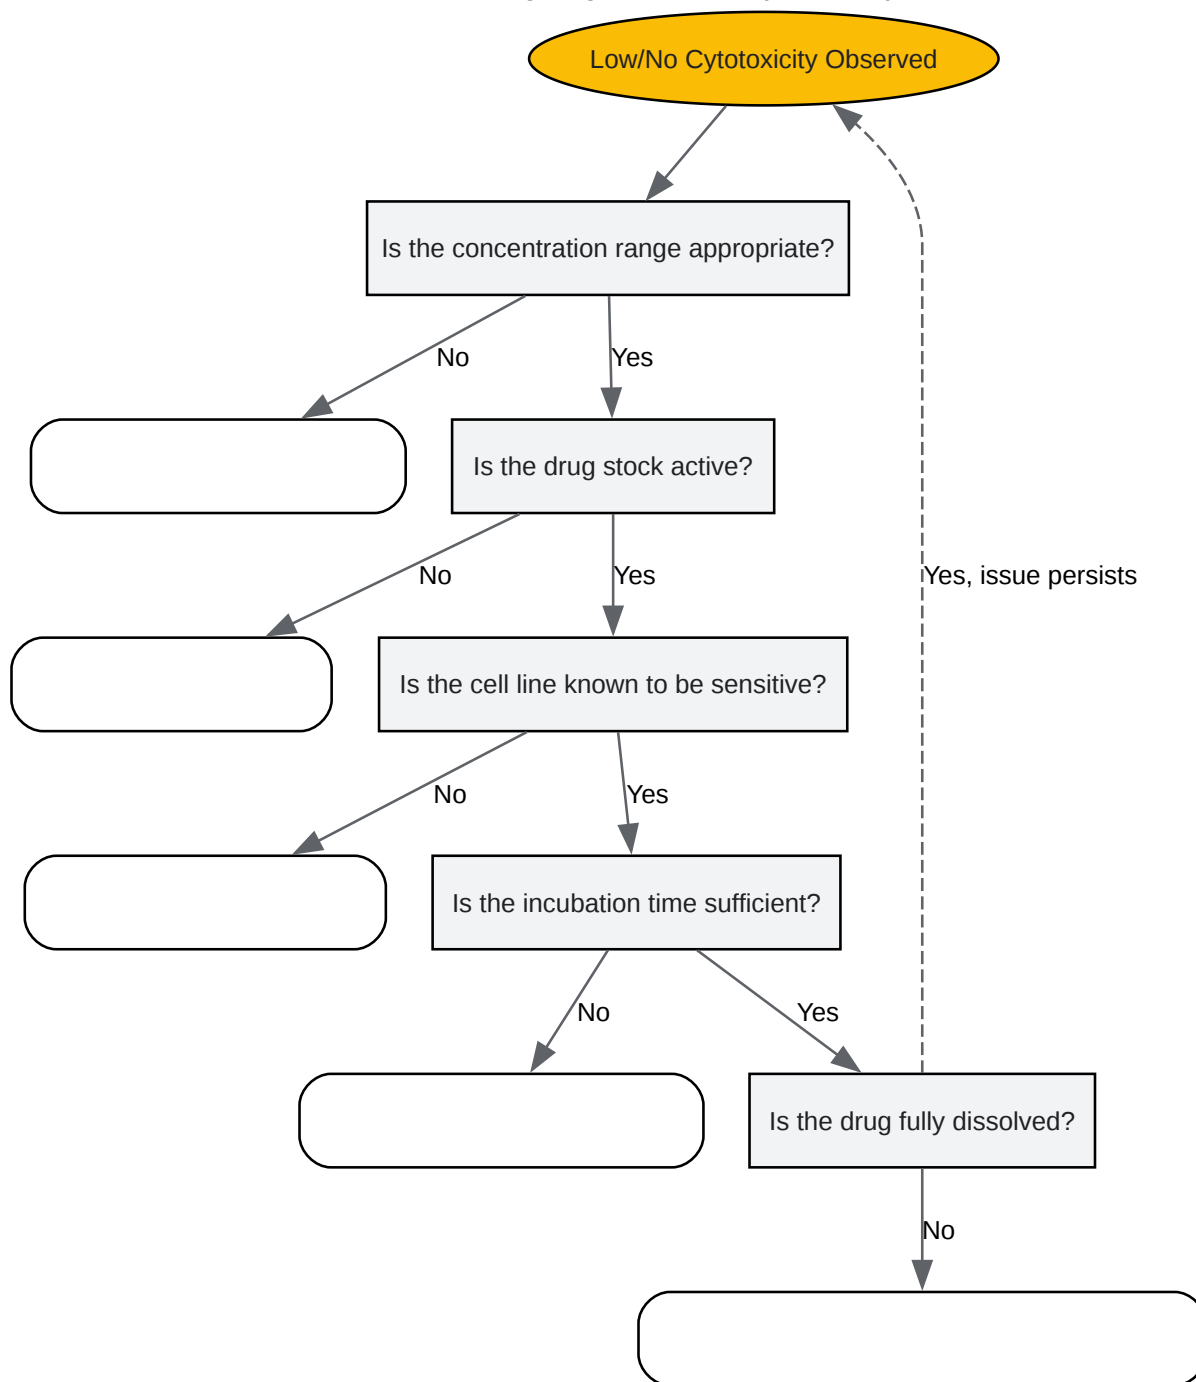 Low/No Cytotoxicity Observed
Is the concentration range appropriate?
No
Yes
Is the drug stock active?
No
Yes
Yes, issue persists
Is the cell line known to be sensitive?
No
Yes
Is the incubation time sufficient?
No
Yes
Is the drug fully dissolved?
No